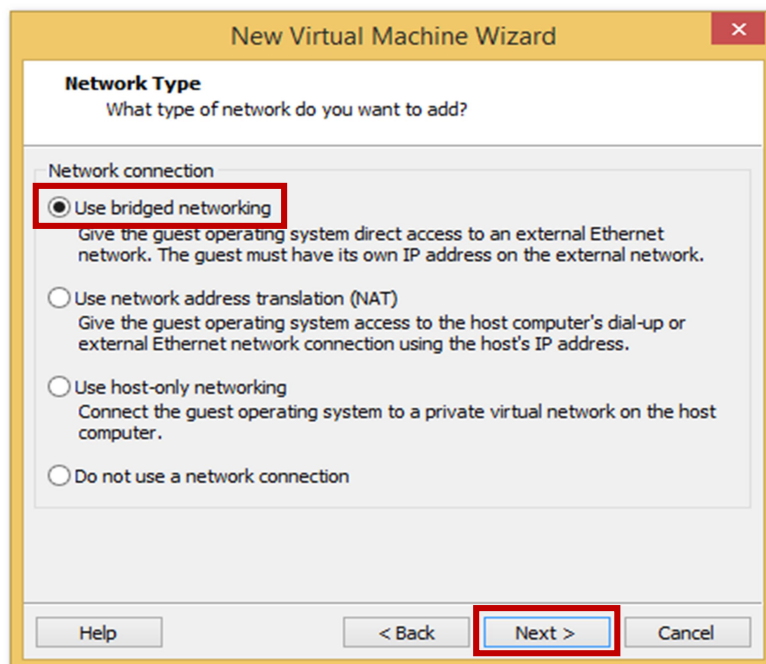 New Virtual Machine Wizard
Network Type
What type of network do you want to add?
Network connection
Use bridged networking
Give the guest operating system direct access to an external Ethernet
network. The guest must have its own IP address on the external network.
Use network address translation (NAT)
Give the guest operating system access to the host computer's dial-up or
external Ethernet network connection using the host's IP address.
Use host-only networking
Connect the guest operating system to a private virtual network on the host
computer.
Do not use a network connection
Help
< Back
Next >
Cancel